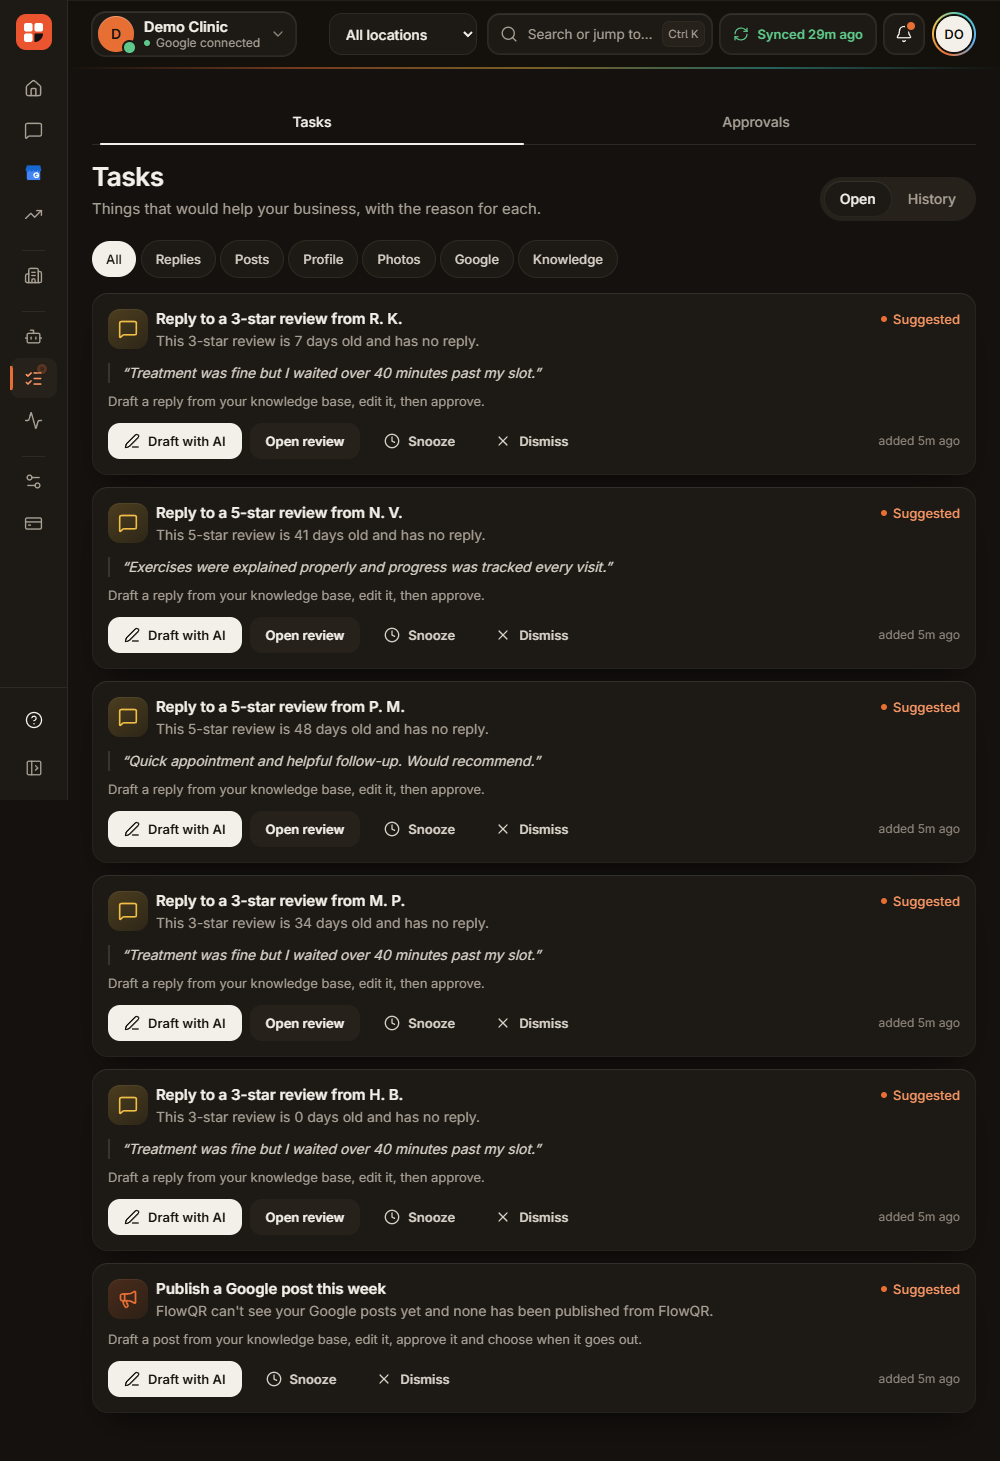 D
Demo Clinic
Google connected
All locations
Search or jump to...
Ctrl K
Synced 29m ago
DO
Tasks
Approvals
Tasks
Things that would help your business, with the reason for each.
Open
History
All
Replies
Posts
Profile
Photos
Google
Knowledge
Reply to a 3-star review from R. K.
Suggested
This 3-star review is 7 days old and has no reply.
“Treatment was fine but I waited over 40 minutes past my slot.”
Draft a reply from your knowledge base, edit it, then approve.
Draft with AI
Open review
Snooze
Dismiss
added 5m ago
Reply to a 5-star review from N. V.
Suggested
This 5-star review is 41 days old and has no reply.
“Exercises were explained properly and progress was tracked every visit.”
Draft a reply from your knowledge base, edit it, then approve.
Draft with AI
Open review
Snooze
Dismiss
added 5m ago
Reply to a 5-star review from P. M.
Suggested
This 5-star review is 48 days old and has no reply.
“Quick appointment and helpful follow-up. Would recommend.”
Draft a reply from your knowledge base, edit it, then approve.
Draft with AI
Open review
Snooze
Dismiss
added 5m ago
Reply to a 3-star review from M. P.
Suggested
This 3-star review is 34 days old and has no reply.
“Treatment was fine but I waited over 40 minutes past my slot.”
Draft a reply from your knowledge base, edit it, then approve.
Draft with AI
Open review
Snooze
Dismiss
added 5m ago
Reply to a 3-star review from H. B.
Suggested
This 3-star review is 0 days old and has no reply.
“Treatment was fine but I waited over 40 minutes past my slot.”
Draft a reply from your knowledge base, edit it, then approve.
Draft with AI
Open review
Snooze
Dismiss
added 5m ago
Publish a Google post this week
Suggested
FlowQR can't see your Google posts yet and none has been published from FlowQR.
Draft a post from your knowledge base, edit it, approve it and choose when it goes out.
Draft with AI
Snooze
Dismiss
added 5m ago